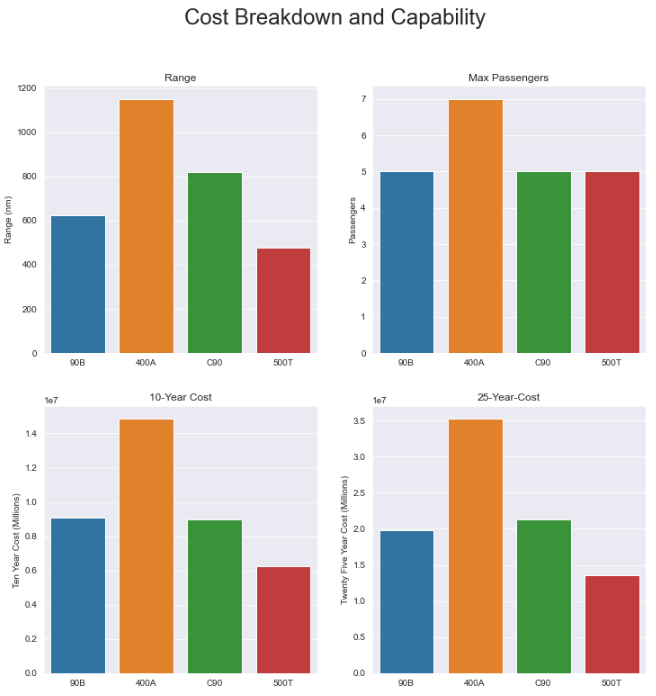 Cost Breakdown and Capability
Range
Range (nm)
1200
1000
800
600
400
200
0
90B 400A C90 500T
Max Passengers
Passengers
7
6
5
4
3
2
1
0
90B 400A C90 500T
10-Year Cost
1e7
Ten Year Cost (Millions)
1.4
1.2
1.0
0.8
0.6
0.4
0.2
0.0
90B 400A C90 500T
25-Year-Cost
1e7
Twenty Five Year Cost (Millions)
3.5
3.0
2.5
2.0
1.5
1.0
0.5
0.0
90B 400A C90 500T